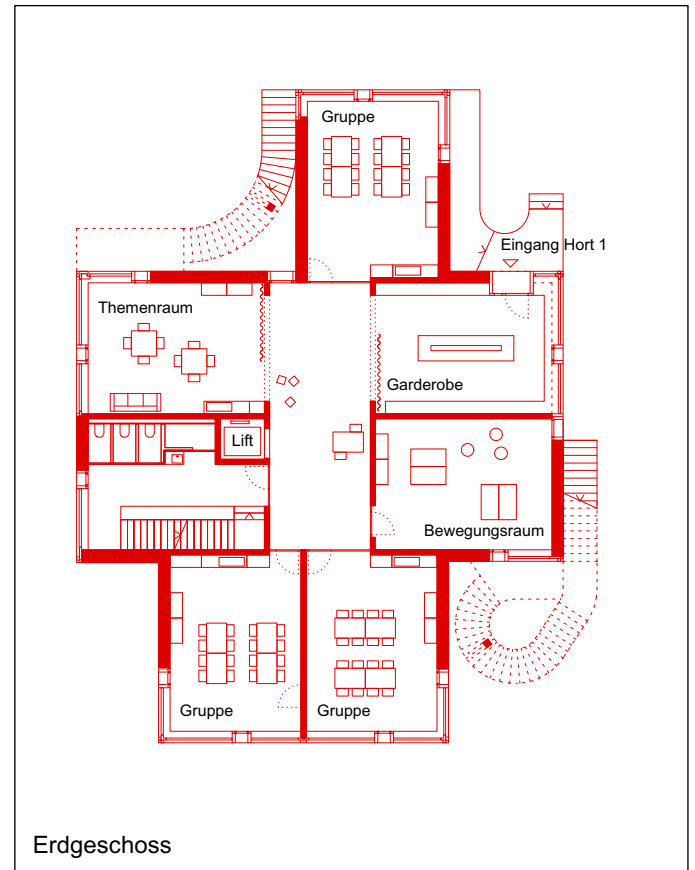 Gruppe
Eingang Hort 1
Themenraum
Garderobe
Lift
Bewegungsraum
Gruppe
Gruppe
Erdgeschoss